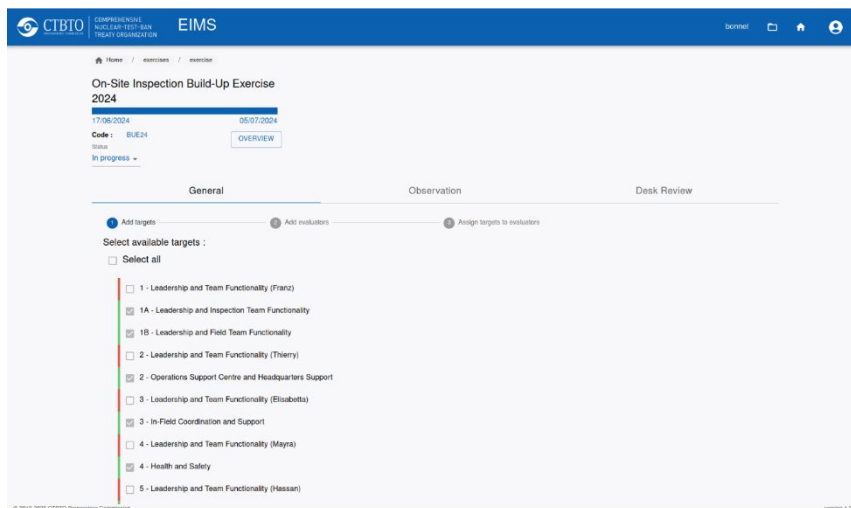 CTBTO
COMPREHENSIVE
NUCLEAR-TEST-BAN
TREATY ORGANIZATION
EIMS
bonnet
Home / exercises / exercise
On-Site Inspection Build-Up Exercise
2024
17/06/2024 05/07/2024
Code : BUE24
OVERVIEW
Status
In progress
General Observation Desk Review
1 Add targets 2 Add evaluators 3 Assign targets to evaluators
Select available targets :
Select all
1 - Leadership and Team Functionality (Franz)
1A - Leadership and Inspection Team Functionality
1B - Leadership and Field Team Functionality
2 - Leadership and Team Functionality (Thierry)
2 - Operations Support Centre and Headquarters Support
3 - Leadership and Team Functionality (Elisabetta)
3 - In-Field Coordination and Support
4 - Leadership and Team Functionality (Mayra)
4 - Health and Safety
5 - Leadership and Team Functionality (Hassan)